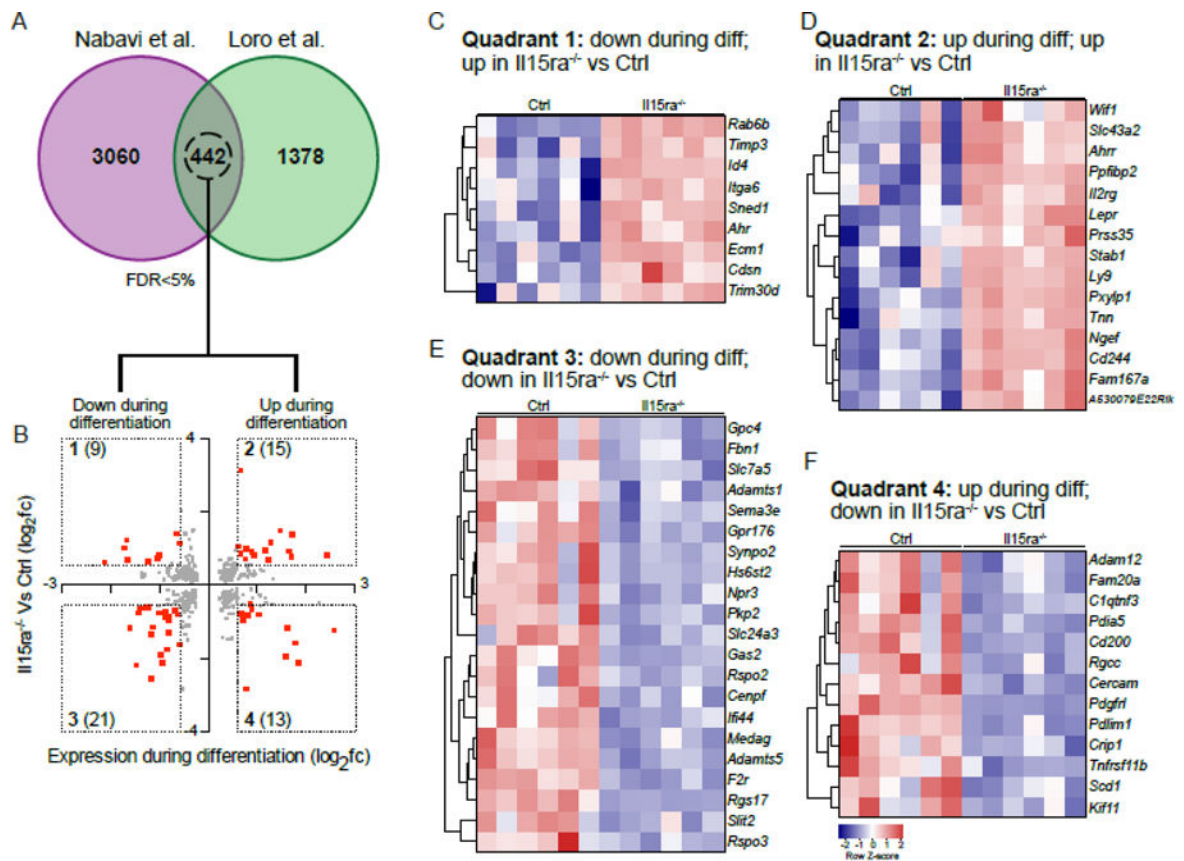 A
Nabavi et al.
Loro et al.
3060
442
1378
FDR<5%
Down during
differentiation
Up during
differentiation
B
Il15ra-/- Vs Ctrl (log2fc)
4
1 (9)
2 (15)
-3
3
3 (21)
4 (13)
4
Expression during differentiation (log2fc)
C
Quadrant 1: down during diff;
up in Il15ra-/- vs Ctrl
Ctrl
Il15ra-/-
Rab6b
Timp3
Id4
Itga6
Sned1
Ahr
Ecm1
Cdsn
Trim30d
D
Quadrant 2: up during diff; up
in Il15ra-/- vs Ctrl
Ctrl
Il15ra-/-
Wif1
Slc43a2
Ahrr
Ppfibp2
Il2rg
Lepr
Prss35
Stab1
Ly9
Pxylp1
Tnn
Ngef
Cd244
Fam167a
A530079E22Rik
E
Quadrant 3: down during diff;
down in Il15ra-/- vs Ctrl
Ctrl
Il15ra-/-
Gpc4
Fbn1
Slc7a5
Adamts1
Sema3e
Gpr176
Synpo2
Hs6st2
Npr3
Pkp2
Slc24a3
Gas2
Rspo2
Cenpf
Ifi44
Medag
Adamts5
F2r
Rgs17
Slit2
Rspo3
F
Quadrant 4: up during diff;
down in Il15ra-/- vs Ctrl
Ctrl
Il15ra-/-
Adam12
Fam20a
C1qtnf3
Pdia5
Cd200
Rgcc
Cercam
Pdgfrl
Pdlim1
Crip1
Tnfrsf11b
Scd1
Kif11
-2 -1 0 1 2
Row Z-score